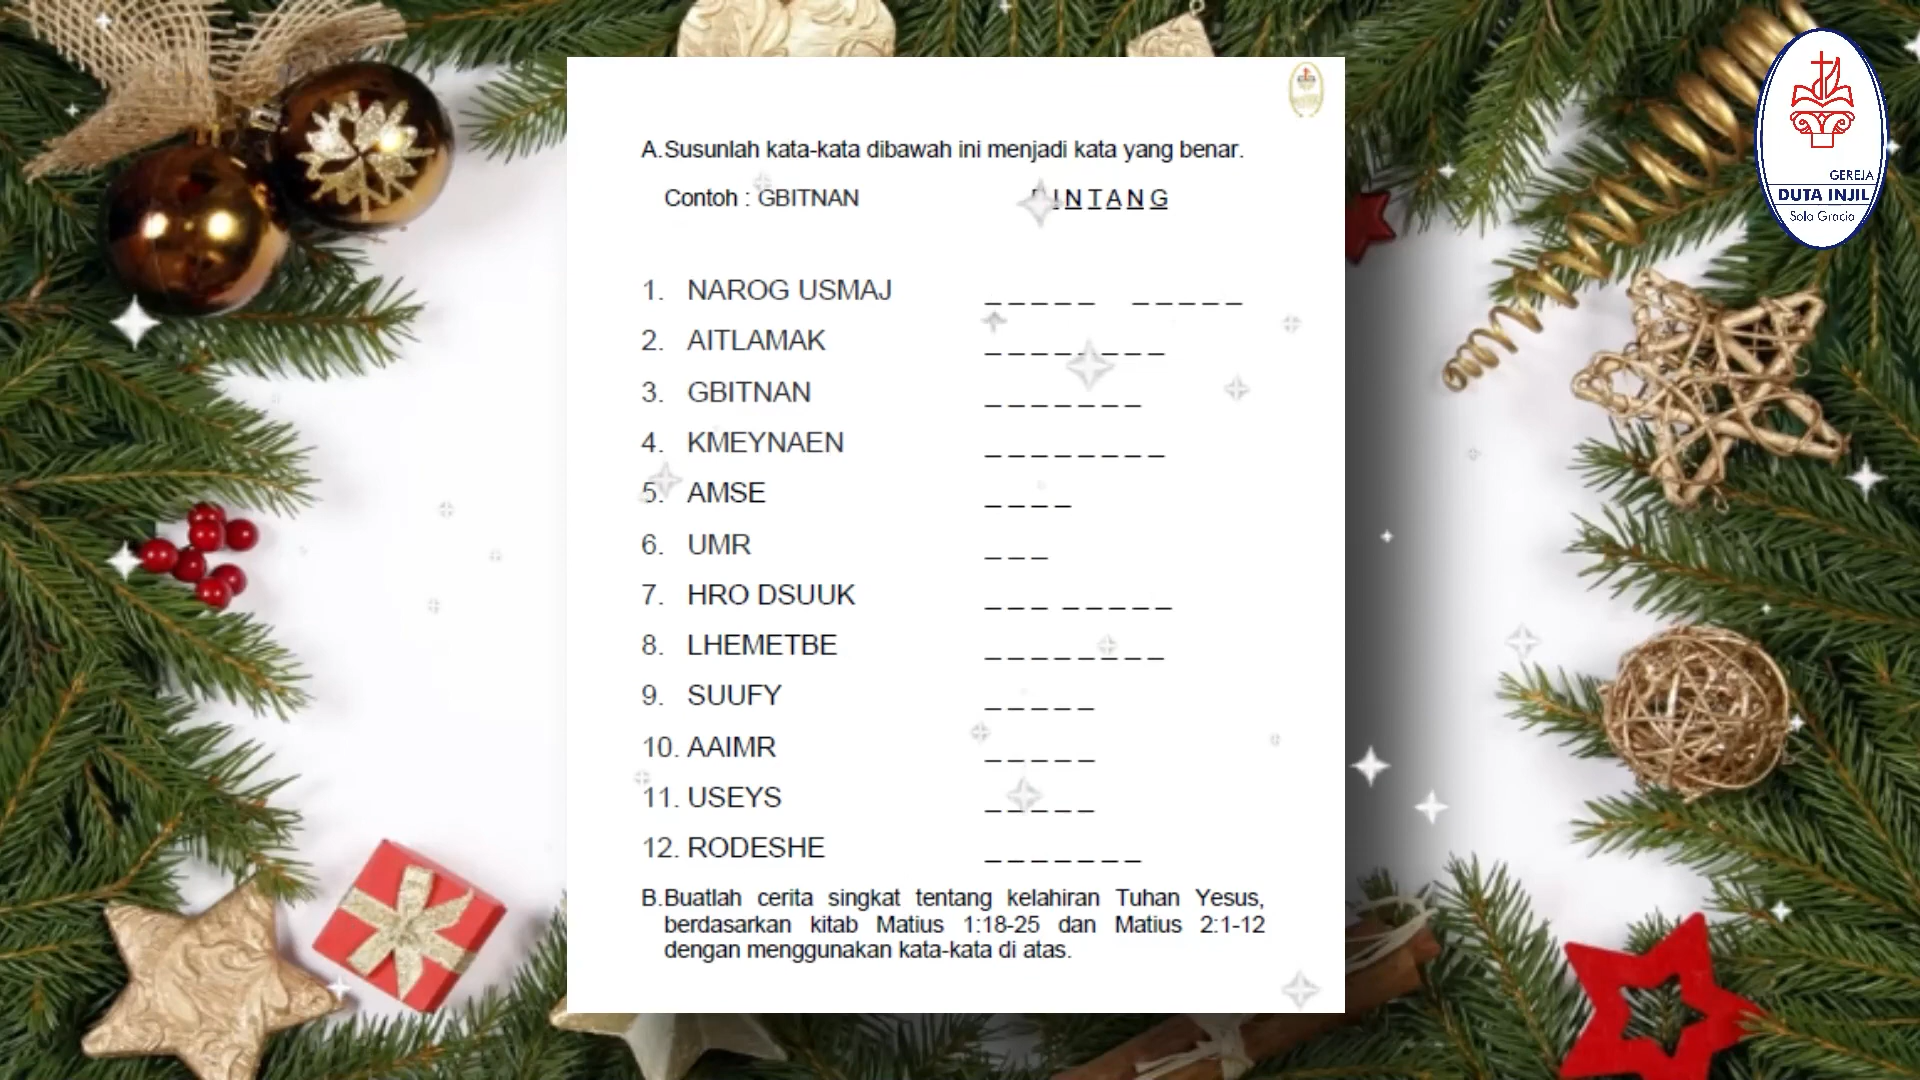 A.Susunlah kata-kata dibawah ini menjadi kata yang benar.
Contoh : GBITNAN INTANG
1. NAROG USMAJ _ _ _ _ _ _ _ _ _ _
2. AITLAMAK _ _ _ _ _ _ _ _
3. GBITNAN _ _ _ _ _ _ _
4. KMEYNAEN _ _ _ _ _ _ _ _
5. AMSE _ _ _ _
6. UMR _ _ _
7. HRO DSUUK _ _ _ _ _ _ _ _
8. LHEMETBE _ _ _ _ _ _ _ _
9. SUUFY _ _ _ _ _
10. AAIMR _ _ _ _ _
11. USEYS _ _ _ _ _
12. RODESHE _ _ _ _ _ _ _
B.Buatlah cerita singkat tentang kelahiran Tuhan Yesus,
berdasarkan kitab Matius 1:18-25 dan Matius 2:1-12
dengan menggunakan kata-kata di atas.
GEREJA
DUTA INJIL
Sola Gracia